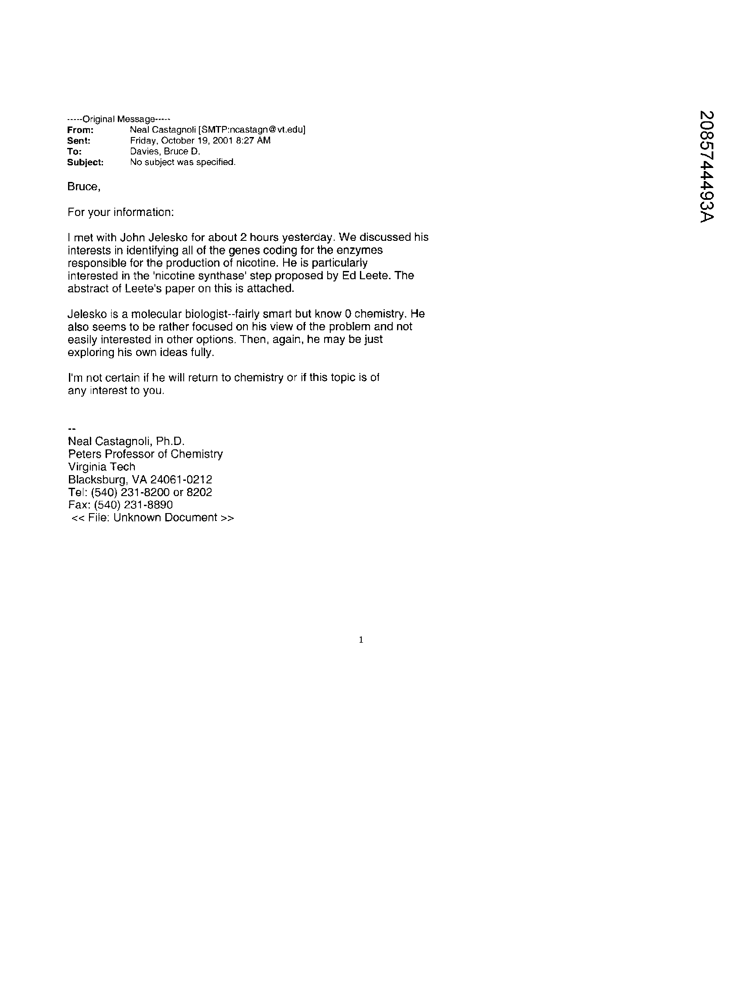 -----Original Message-----
From: Neal Castagnoli [SMTP:ncastagn@vt.edu]
Sent: Friday, October 19, 2001 8:27 AM
To: Davies, Bruce D.
Subject: No subject was specified.
Bruce,
For your information:
I met with John Jelesko for about 2 hours yesterday. We discussed his
interests in identifying all of the genes coding for the enzymes
responsible for the production of nicotine. He is particularly
interested in the 'nicotine synthase' step proposed by Ed Leete. The
abstract of Leete's paper on this is attached.
Jelesko is a molecular biologist--fairly smart but know 0 chemistry. He
also seems to be rather focused on his view of the problem and not
easily interested in other options. Then, again, he may be just
exploring his own ideas fully.
I'm not certain if he will return to chemistry or if this topic is of
any interest to you.
--
Neal Castagnoli, Ph.D.
Peters Professor of Chemistry
Virginia Tech
Blacksburg, VA 24061-0212
Tel: (540) 231-8200 or 8202
Fax: (540) 231-8890
<< File: Unknown Document >>
1
2085744493A